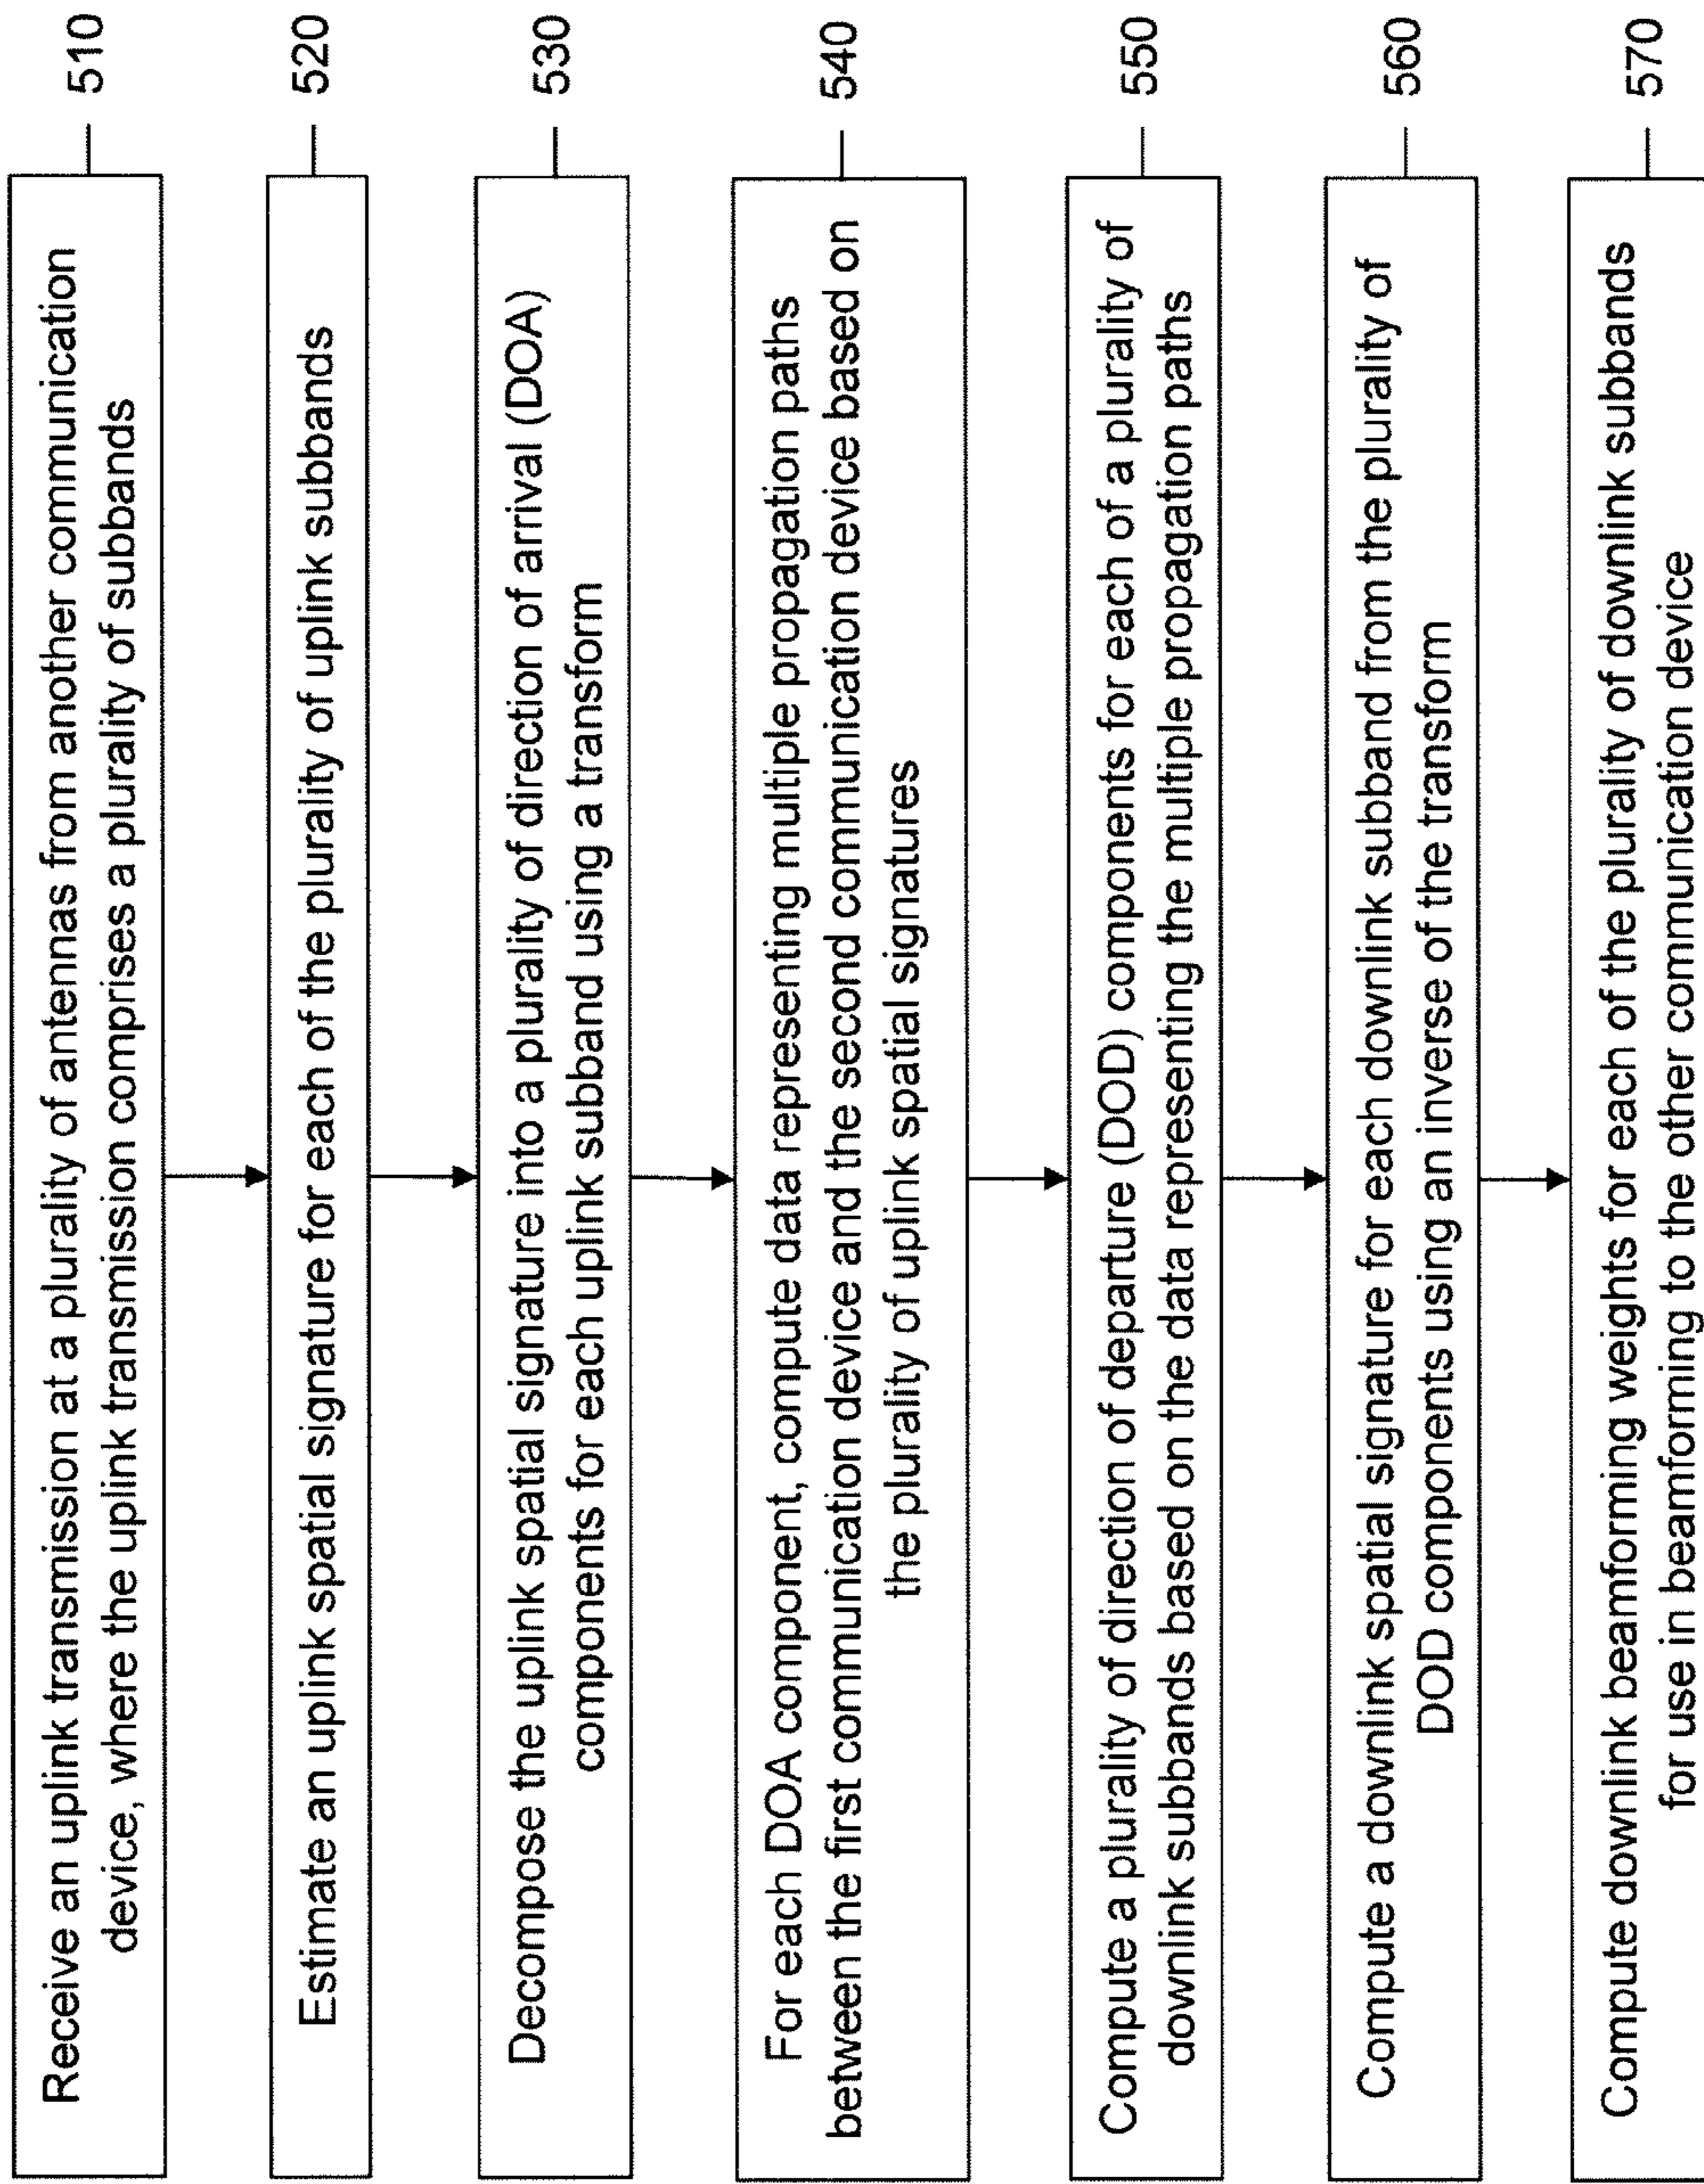 Receive an uplink transmission at a plurality of antennas from another communication
device, where the uplink transmission comprises a plurality of subbands
510
Estimate an uplink spatial signature for each of the plurality of uplink subbands
520
Decompose the uplink spatial signature into a plurality of direction of arrival (DOA)
components for each uplink subband using a transform
530
For each DOA component, compute data representing multiple propagation paths
between the first communication device and the second communication device based on
the plurality of uplink spatial signatures
540
Compute a plurality of direction of departure (DOD) components for each of a plurality of
downlink subbands based on the data representing the multiple propagation paths
550
Compute a downlink spatial signature for each downlink subband from the plurality of
DOD components using an inverse of the transform
560
Compute downlink beamforming weights for each of the plurality of downlink subbands
for use in beamforming to the other communication device
570